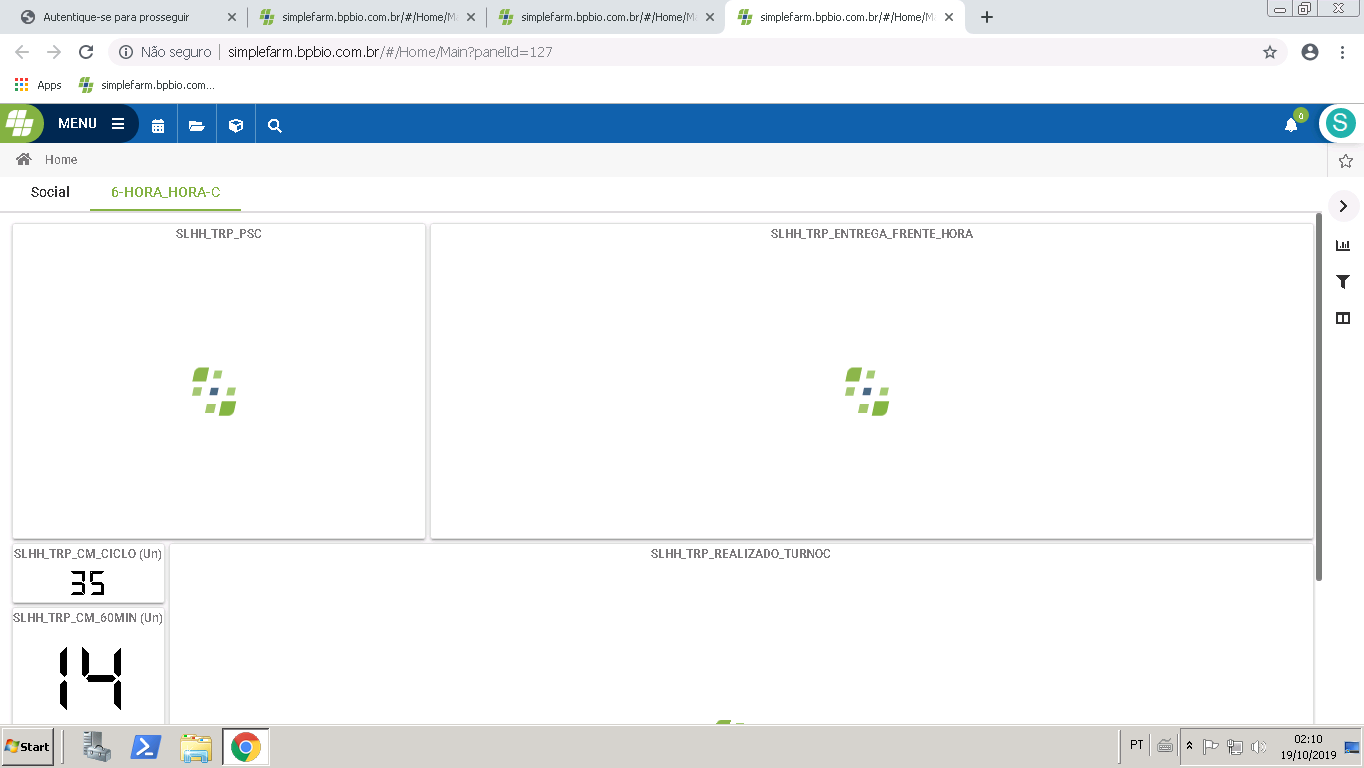 Autentique-se para prosseguir
simplefarm.bpbio.com.br/#/Home/M
simplefarm.bpbio.com.br/#/Home/M
simplefarm.bpbio.com.br/#/Home/M
Não seguro
simplefarm.bpbio.com.br/#/Home/Main?panelId=127
Apps
simplefarm.bpbio.com...
MENU
0
S
Home
Social
6-HORA_HORA-C
SLHH_TRP_PSC
SLHH_TRP_ENTREGA_FRENTE_HORA
SLHH_TRP_CM_CICLO (Un)
35
SLHH_TRP_REALIZADO_TURNOC
SLHH_TRP_CM_60MIN (Un)
14
Start
PT
02:10
19/10/2019